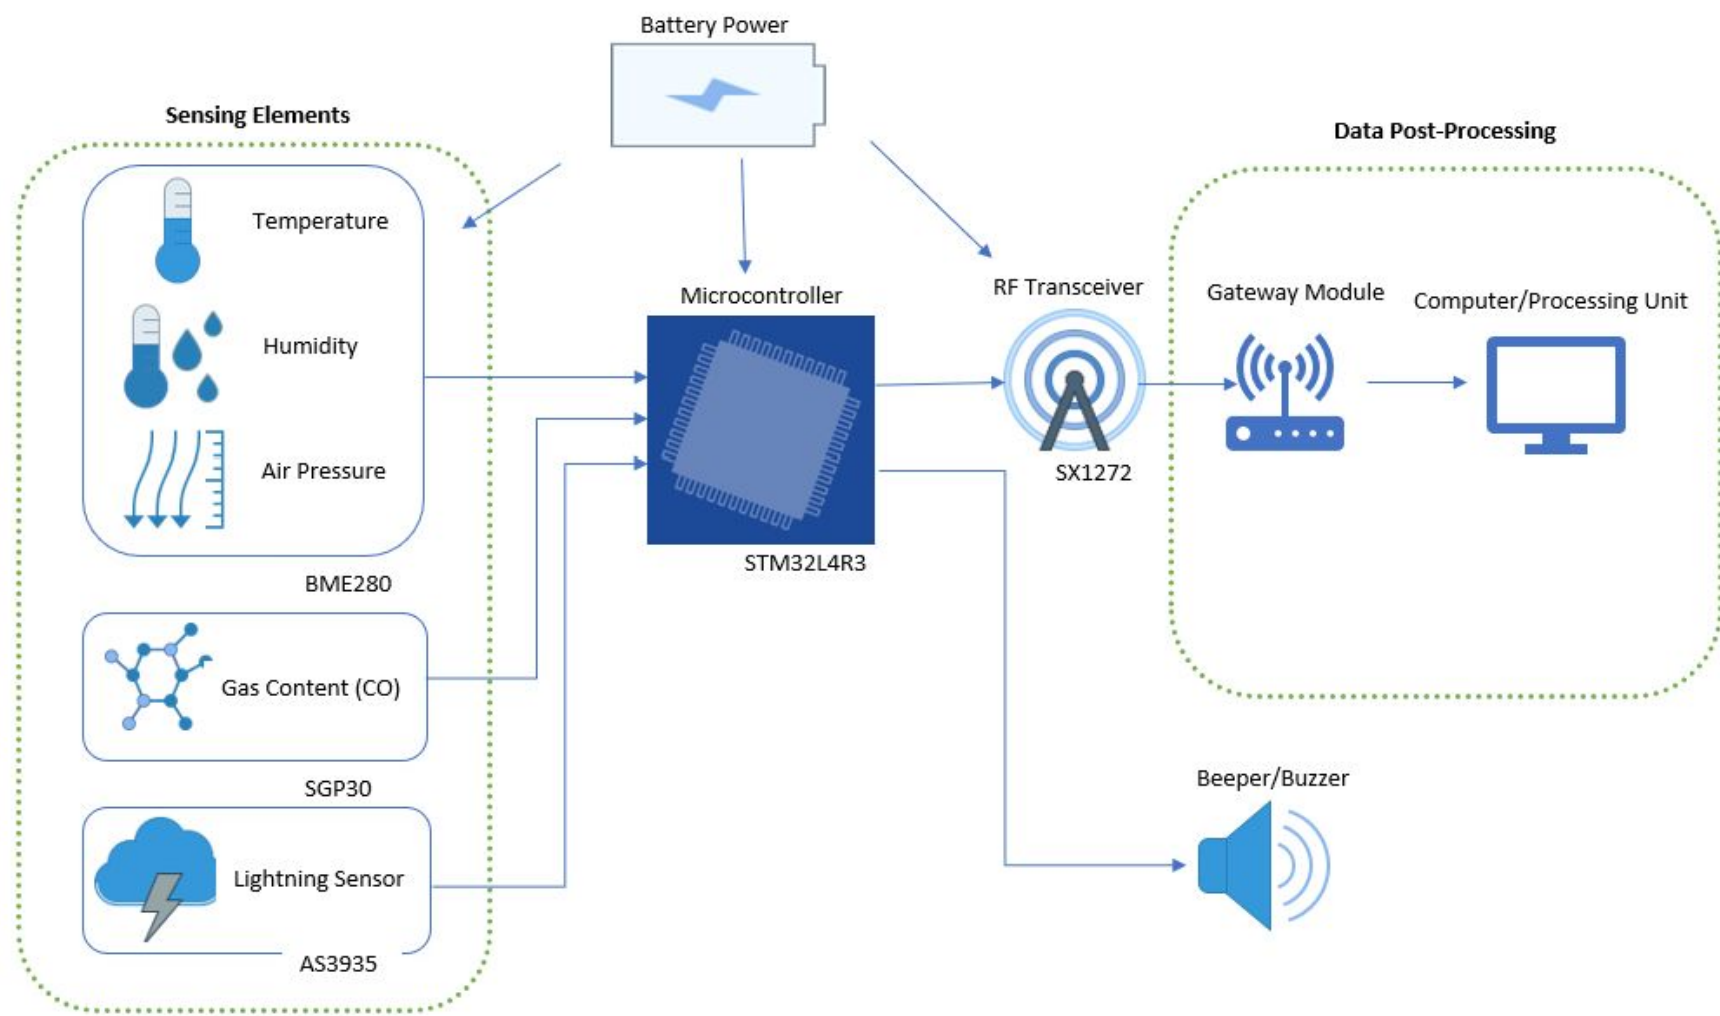 Battery Power
Sensing Elements
Data Post-Processing
Temperature
Humidity
Air Pressure
BME280
Gas Content (CO)
SGP30
Lightning Sensor
AS3935
Microcontroller
STM32L4R3
RF Transceiver
SX1272
Gateway Module
Computer/Processing Unit
Beeper/Buzzer